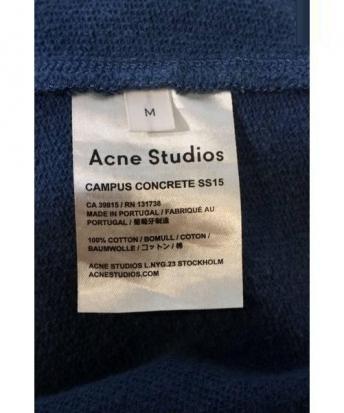 M
Acne Studios
CAMPUS CONCRETE SS15
CA 39815 / RN 131738
MADE IN PORTUGAL / FABRIQUÉ AU
PORTUGAL / 葡萄牙制造
100% COTTON / BOMULL / COTON /
BAUMWOLLE / コットン / 棉
ACNE STUDIOS L.NYG.23 STOCKHOLM
ACNESTUDIOS.COM